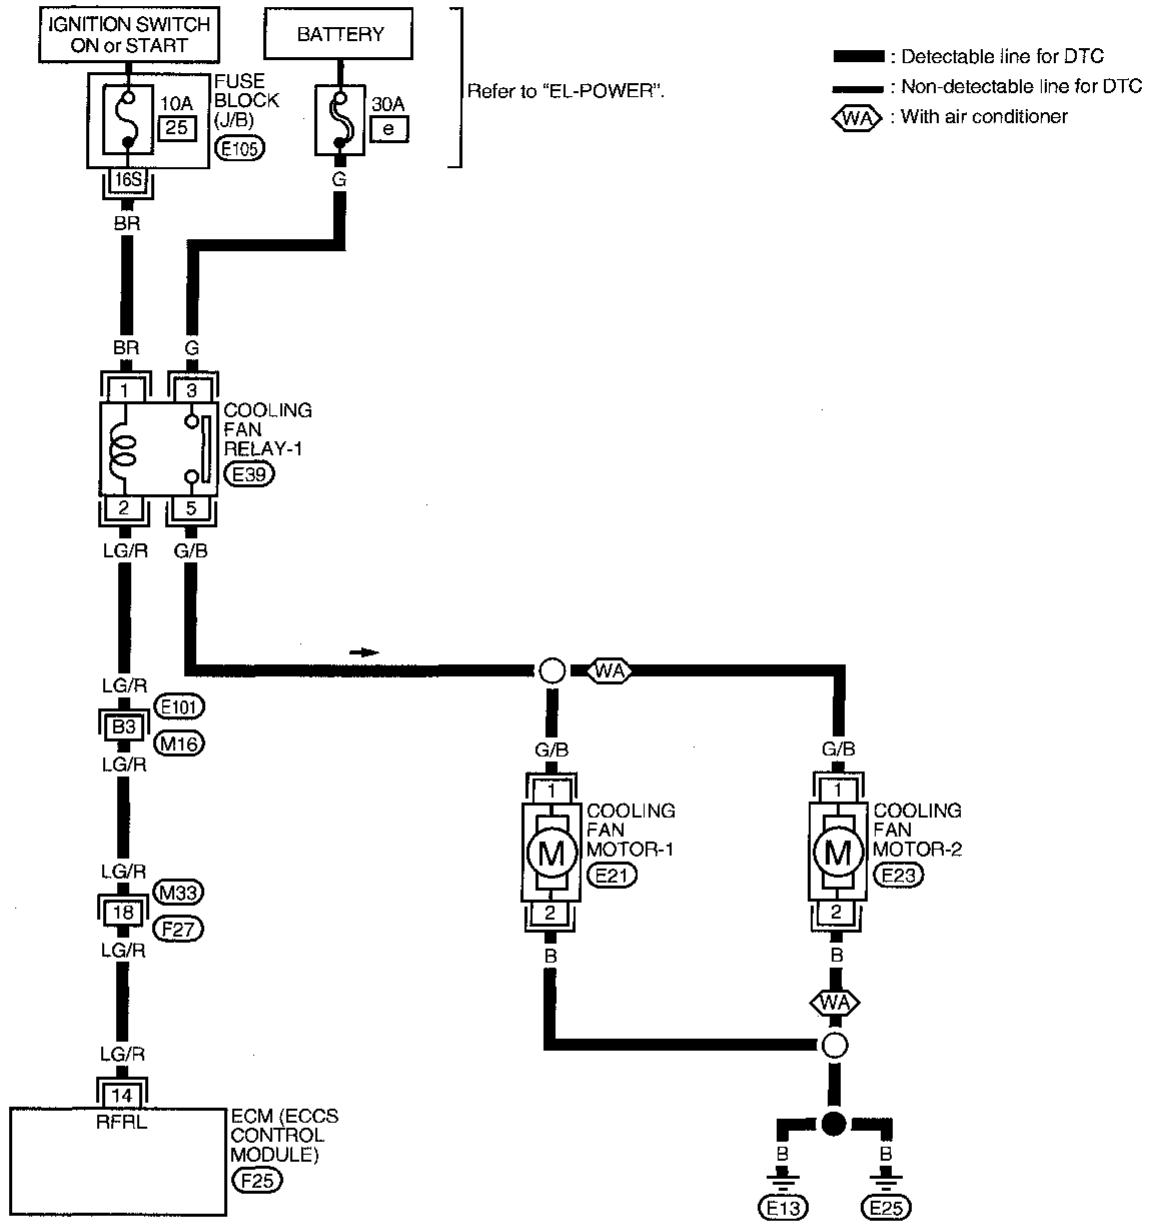 IGNITION SWITCH
ON or START
BATTERY
: Detectable line for DTC
: Non-detectable line for DTC
WA : With air conditioner
10A
25
FUSE
BLOCK
(J/B)
E105
30A
e
Refer to "EL-POWER".
16S
G
BR
BR
G
1
3
COOLING
FAN
RELAY-1
E39
2
5
LG/R
G/B
WA
LG/R
E101
B3
M16
LG/R
G/B
G/B
1
1
COOLING
FAN
MOTOR-1
E21
M
COOLING
FAN
MOTOR-2
E23
M
LG/R
M33
18
F27
LG/R
2
2
B
B
WA
LG/R
14
RFRL
ECM (ECCS
CONTROL
MODULE)
F25
B
B
E13
E25